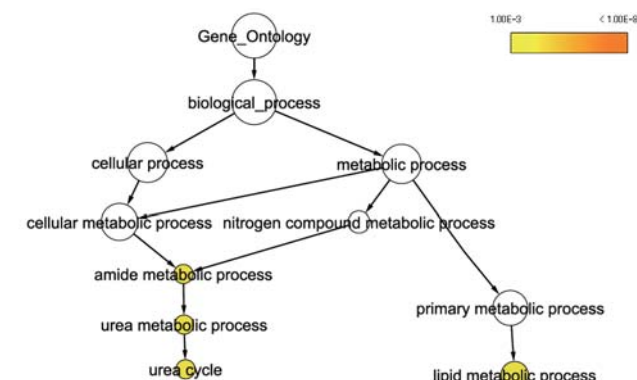 1.00E-3 < 1.00E-8
Gene_Ontology
biological_process
cellular process metabolic process
cellular metabolic process nitrogen compound metabolic process
amide metabolic process
primary metabolic process
urea metabolic process
urea cycle
lipid metabolic process